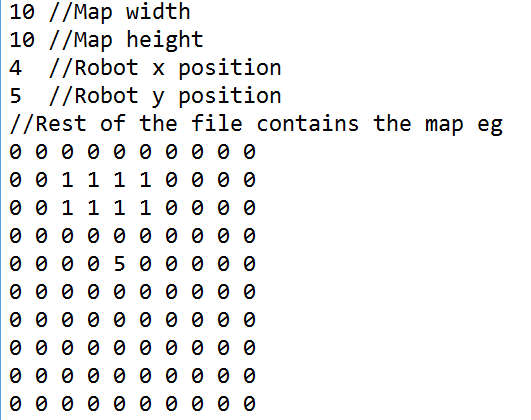 10 //Map width
10 //Map height
4  //Robot x position
5  //Robot y position
//Rest of the file contains the map eg
0 0 0 0 0 0 0 0 0 0
0 0 1 1 1 1 0 0 0 0
0 0 1 1 1 1 0 0 0 0
0 0 0 0 0 0 0 0 0 0
0 0 0 0 5 0 0 0 0 0
0 0 0 0 0 0 0 0 0 0
0 0 0 0 0 0 0 0 0 0
0 0 0 0 0 0 0 0 0 0
0 0 0 0 0 0 0 0 0 0
0 0 0 0 0 0 0 0 0 0